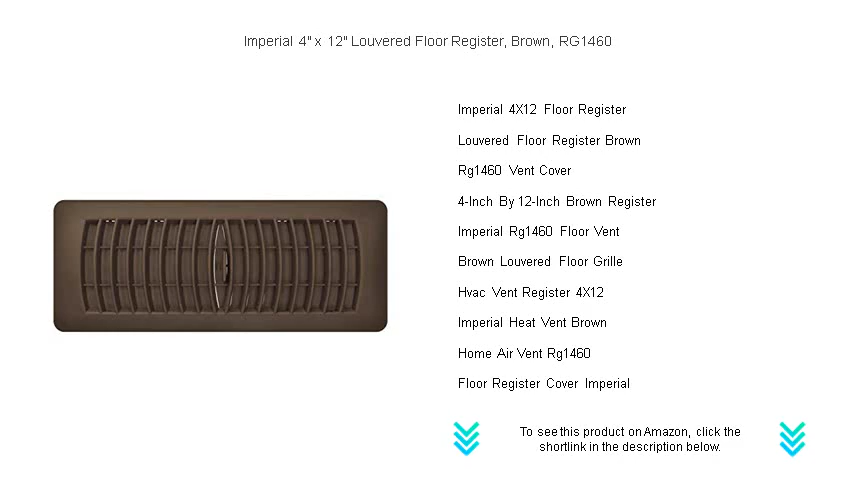 Imperial 4" x 12" Louvered Floor Register, Brown, RG1460
Imperial 4X12 Floor Register
Louvered Floor Register Brown
Rg1460 Vent Cover
4-Inch By 12-Inch Brown Register
Imperial Rg1460 Floor Vent
Brown Louvered Floor Grille
Hvac Vent Register 4X12
Imperial Heat Vent Brown
Home Air Vent Rg1460
Floor Register Cover Imperial
To see this product on Amazon, click the
shortlink in the description below.